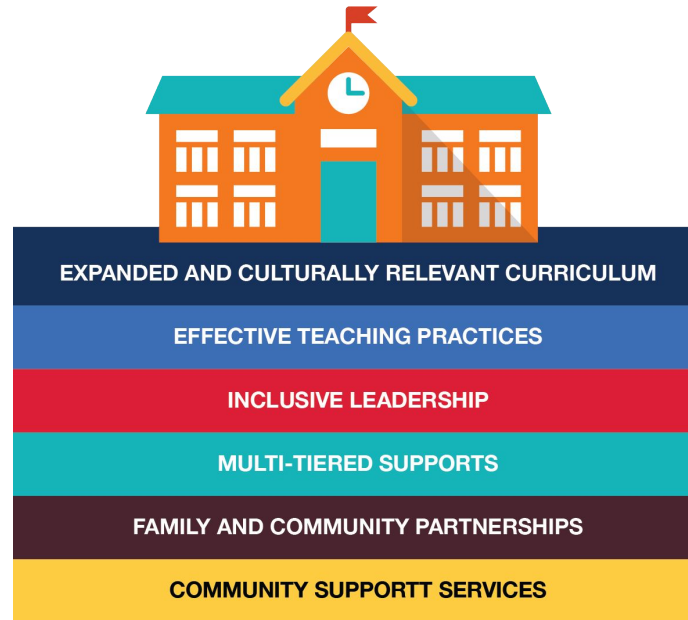 EXPANDED AND CULTURALLY RELEVANT CURRICULUM
EFFECTIVE TEACHING PRACTICES
INCLUSIVE LEADERSHIP
MULTI-TIERED SUPPORTS
FAMILY AND COMMUNITY PARTNERSHIPS
COMMUNITY SUPPORTT SERVICES